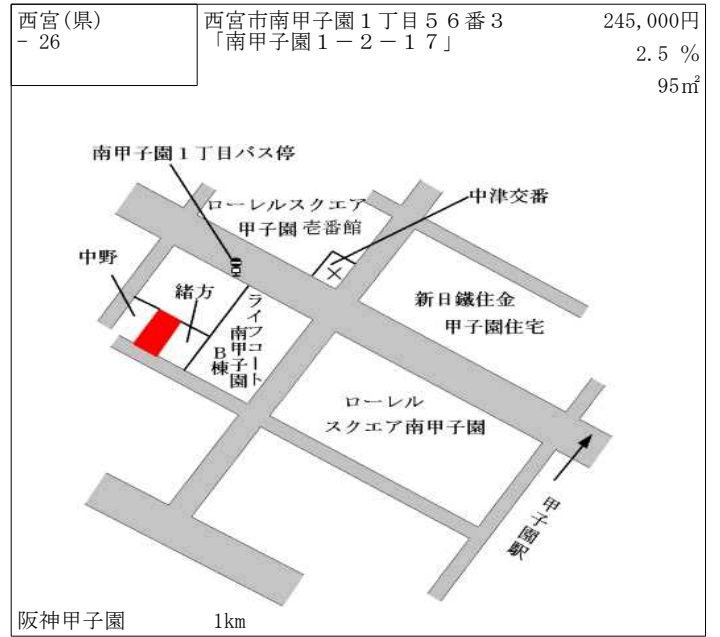 西宮(県)
- 26
西宮市南甲子園１丁目５６番３
「南甲子園１－２－１７」
245,000円
2.5 %
95㎡
南甲子園１丁目バス停
ローレルスクエア
甲子園壱番館
中津交番
中野
緒方
ライフコート
南甲子園
B棟
新日鐵住金
甲子園住宅
ローレル
スクエア南甲子園
甲子園駅
阪神甲子園
1km